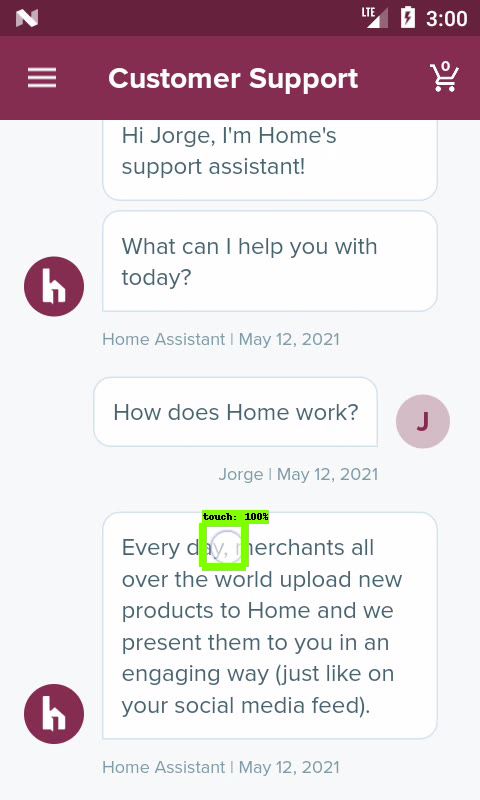 LTE 3:00
Customer Support
0
Hi Jorge, I'm Home's
support assistant!
What can I help you with
today?
h
Home Assistant | May 12, 2021
How does Home work?
J
Jorge | May 12, 2021
touch: 100%
Every day, merchants all
over the world upload new
products to Home and we
present them to you in an
engaging way (just like on
your social media feed).
h
Home Assistant | May 12, 2021